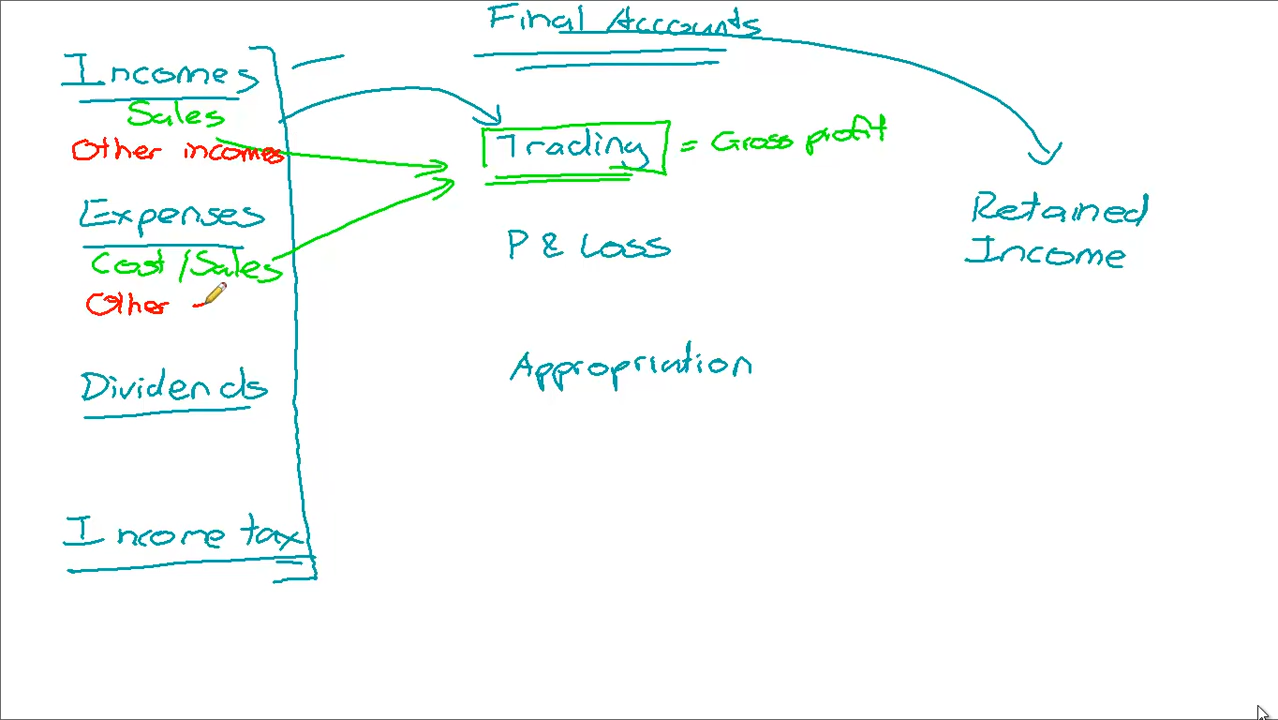 Final Accounts
Incomes
Sales
Other incomes
Trading = Gross profit
Expenses
Cost/Sales
Other
P & Loss
Retained
Income
Dividends
Appropriation
Income tax